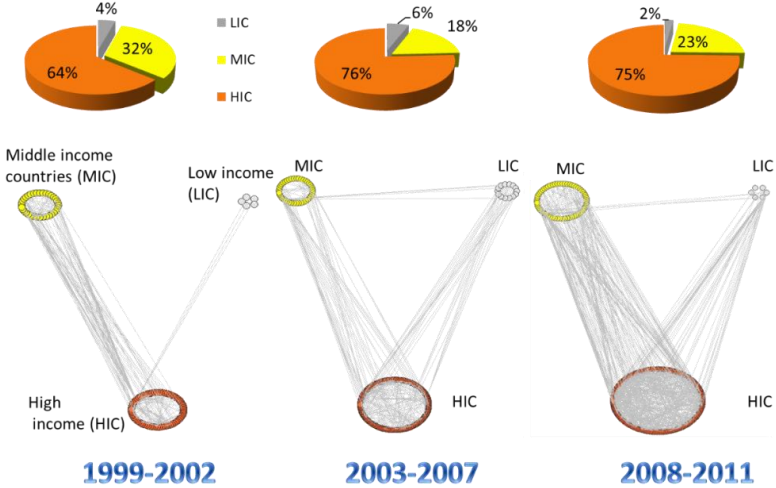 4%
32%
64%
LIC
MIC
HIC
6%
18%
76%
2%
23%
75%
Middle income
countries (MIC)
Low income
(LIC)
High
income (HIC)
MIC
LIC
HIC
MIC
LIC
HIC
1999-2002
2003-2007
2008-2011